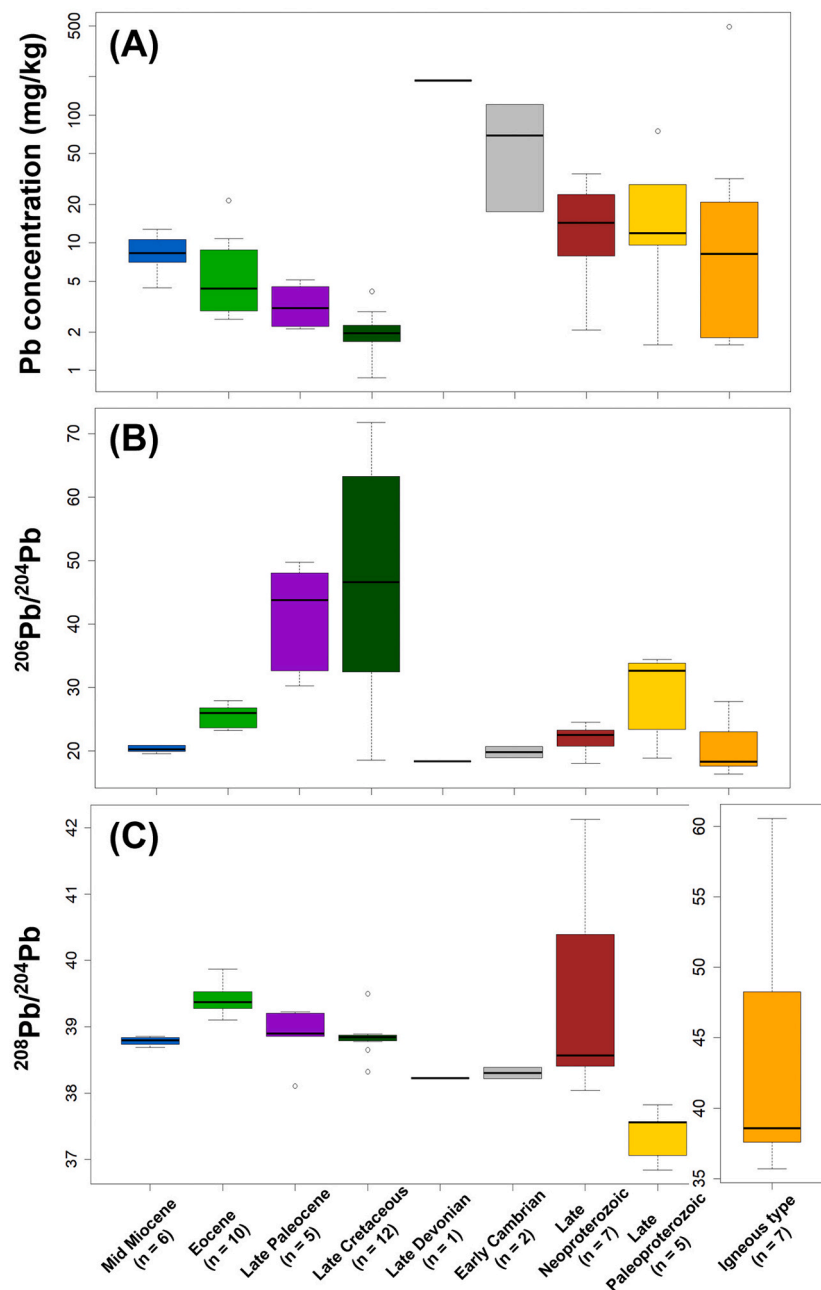 (A)
Pb concentration (mg/kg)
500
100
50
20
10
5
2
1
(B)
²⁰⁶Pb/²⁰⁴Pb
70
60
50
40
30
20
(C)
²⁰⁸Pb/²⁰⁴Pb
42
41
40
39
38
37
60
55
50
45
40
35
Mid Miocene
(n = 6)
Eocene
(n = 10)
Late Paleocene
(n = 5)
Late Cretaceous
(n = 12)
Late Devonian
(n = 1)
Early Cambrian
(n = 2)
Late
Neoproterozoic
(n = 7)
Late
Paleoproterozoic
(n = 5)
Igneous type
(n = 7)